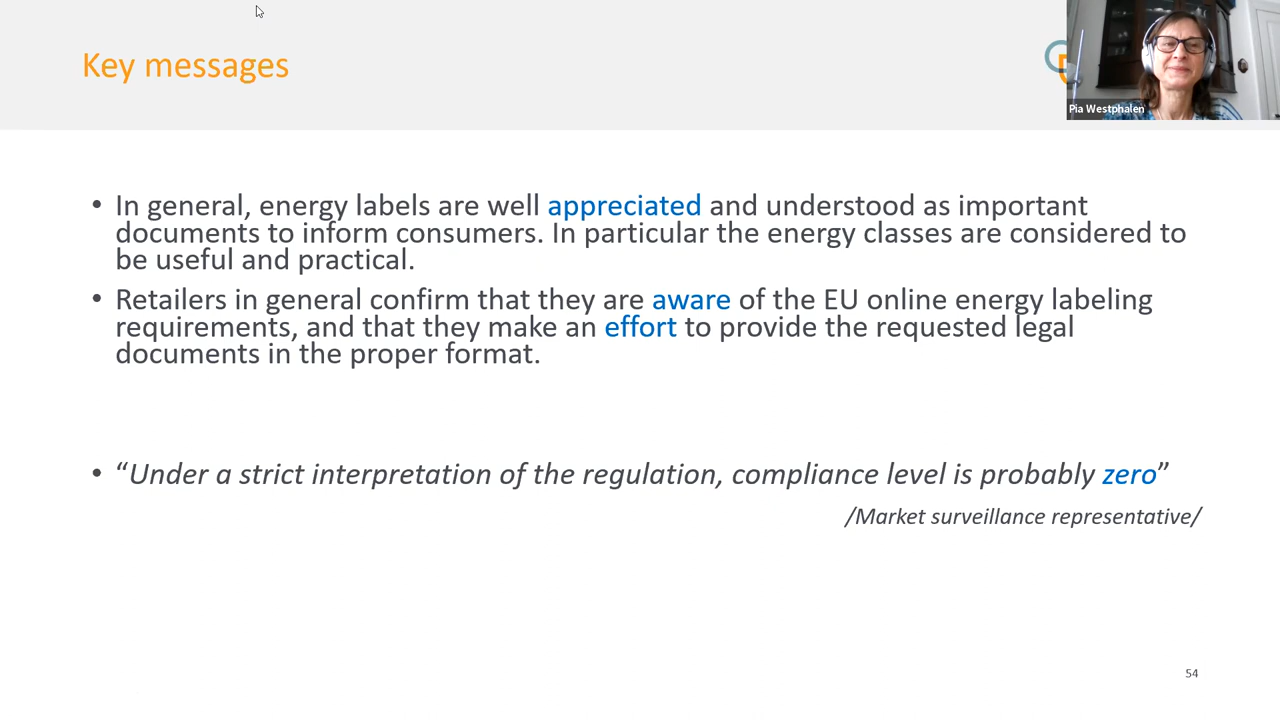 Key messages
Pia Westphalen
• In general, energy labels are well appreciated and understood as important
documents to inform consumers. In particular the energy classes are considered to
be useful and practical.
• Retailers in general confirm that they are aware of the EU online energy labeling
requirements, and that they make an effort to provide the requested legal
documents in the proper format.
• “Under a strict interpretation of the regulation, compliance level is probably zero”
/Market surveillance representative/
54